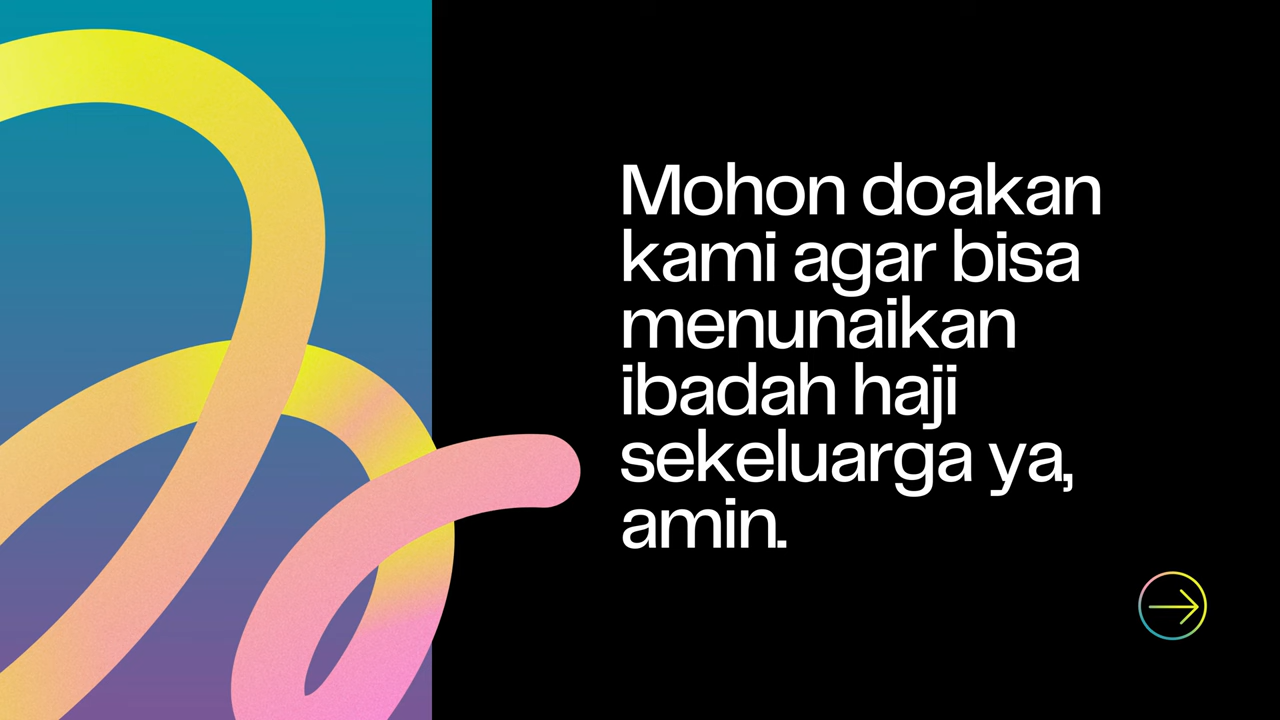 Mohon doakan
kami agar bisa
menunaikan
ibadah haji
sekeluarga ya,
amin.